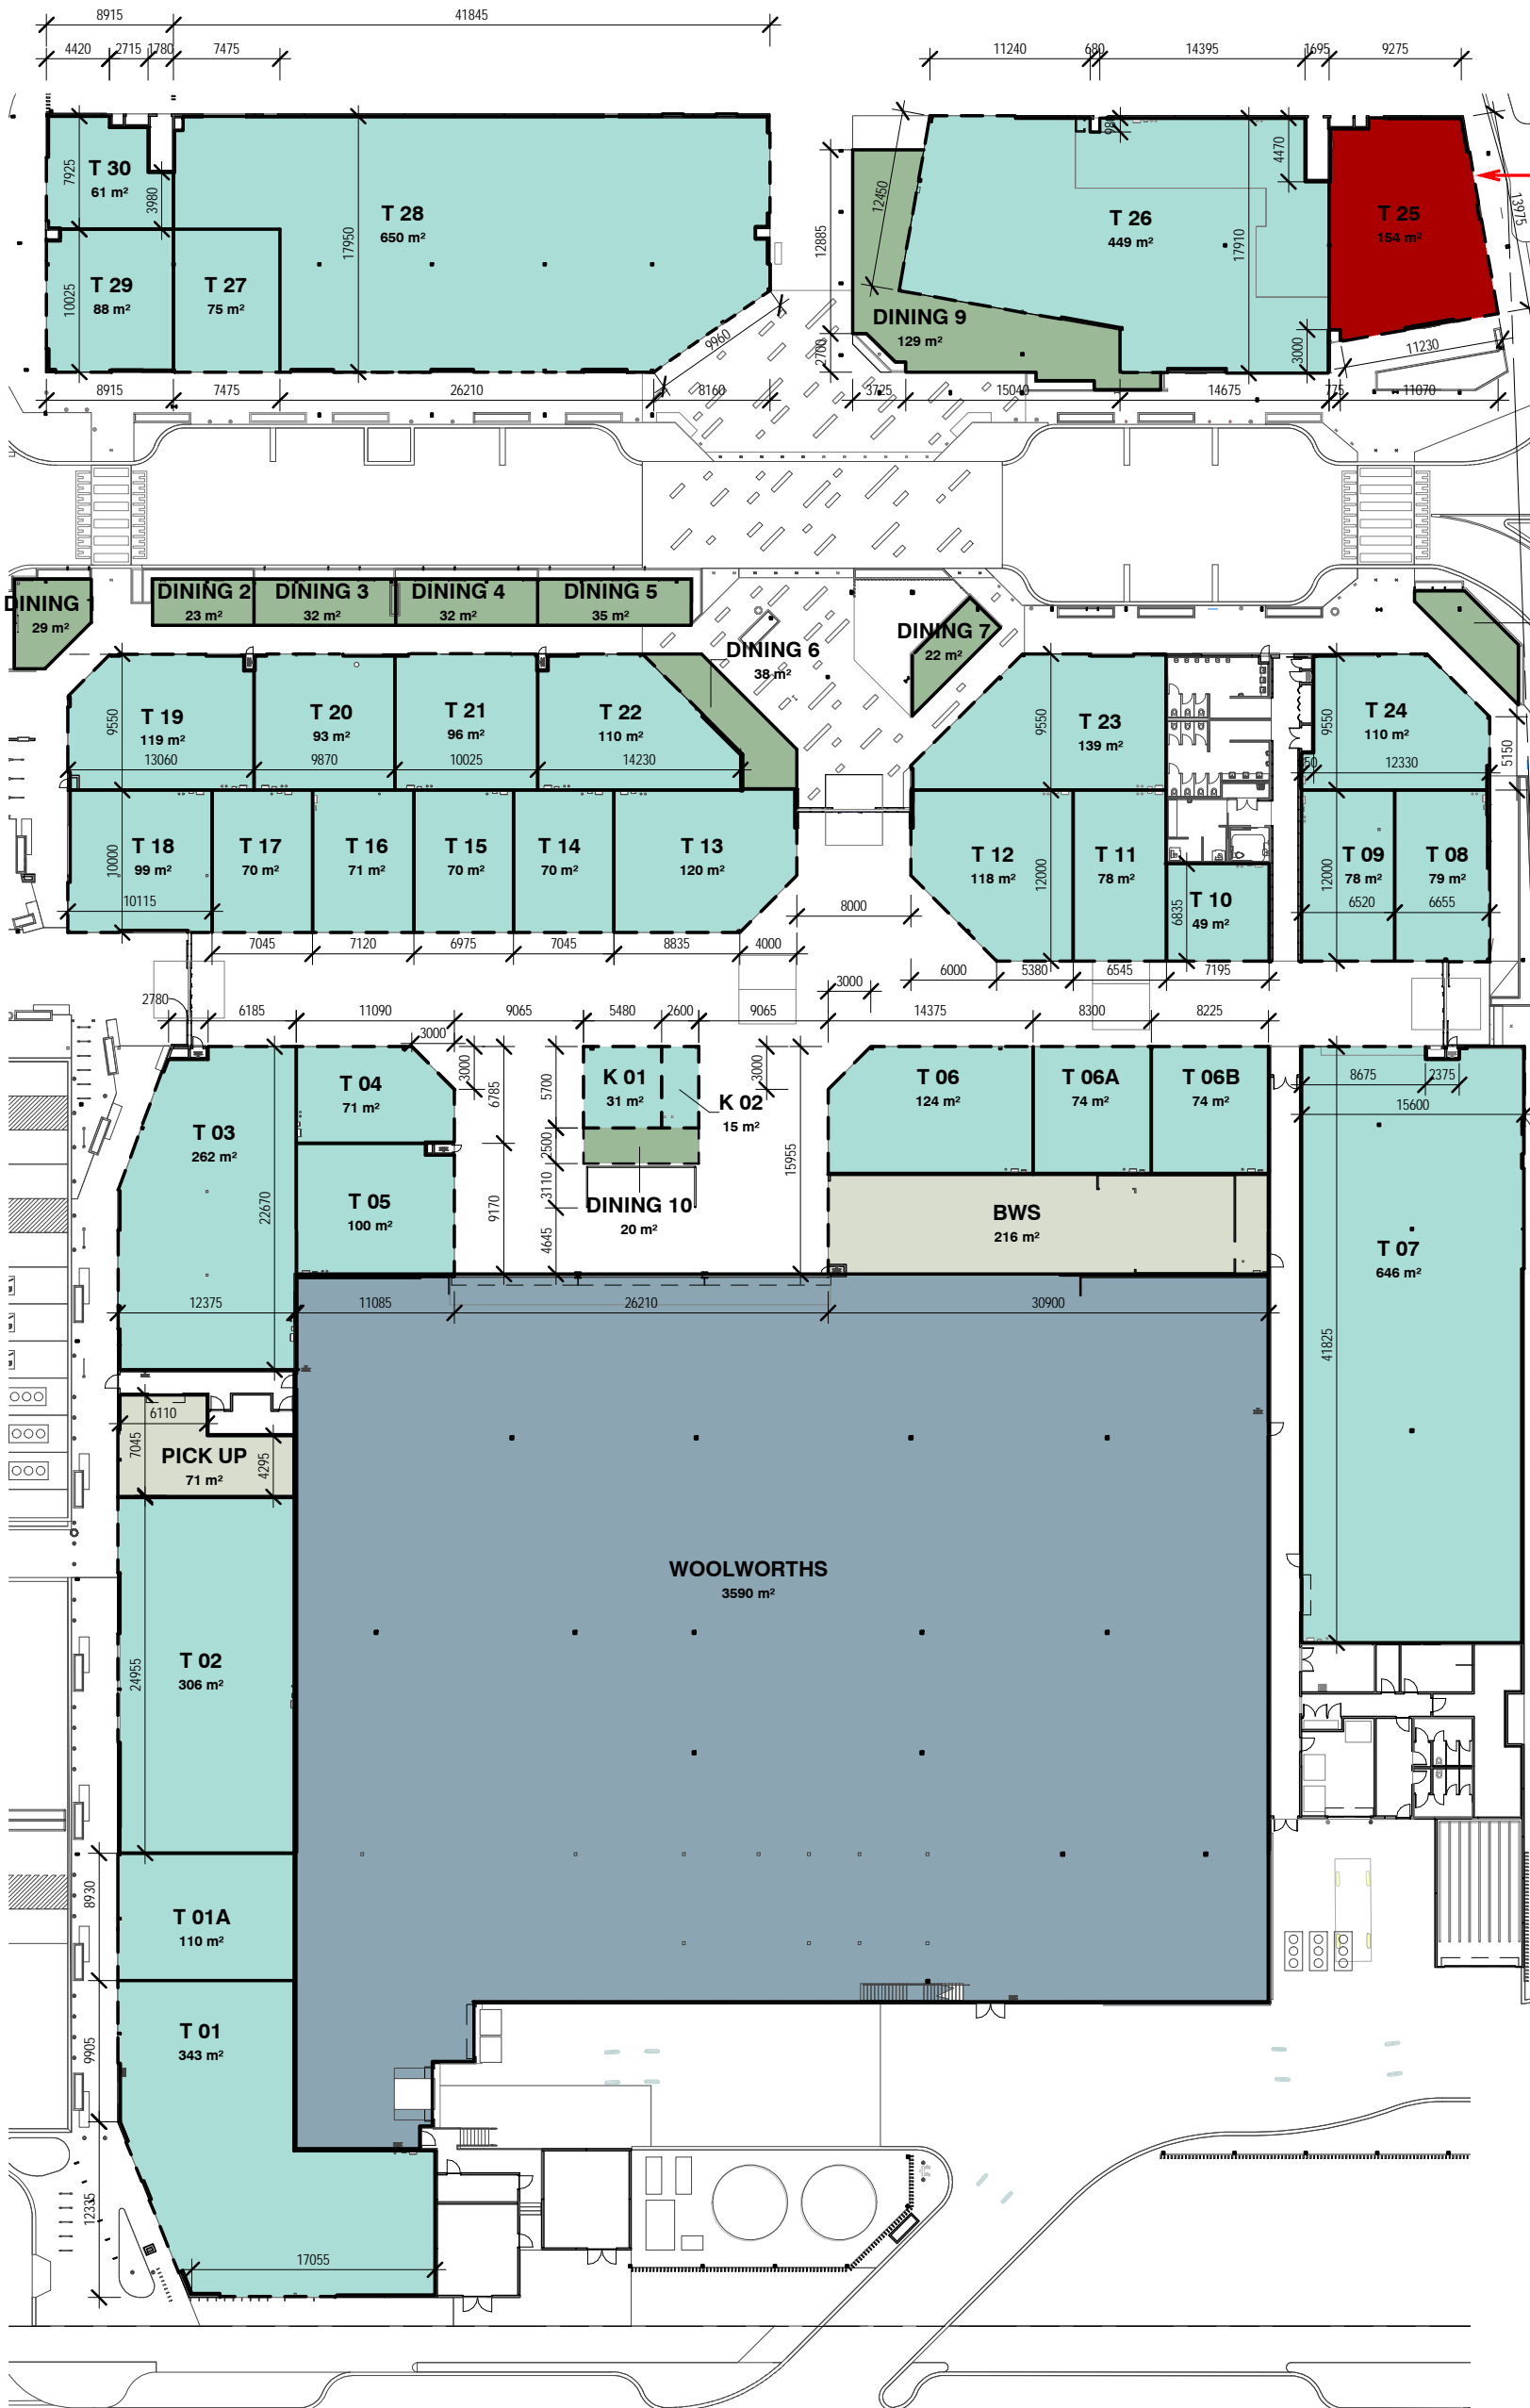 8915 41845
4420 2715 1780 7475 11240 680 14395 1695 9275
T 30
61 m²
7925
3980
T 28
650 m²
17950
T 29
88 m²
10025
T 27
75 m²
9960
12885
2700
12450
4470
T 26
449 m²
17910
3000
T 25
154 m²
13975
11230
DINING 9
129 m²
8915 7475 26210 8160 3725 15040 14675 775 11070
DINING 1
29 m²
DINING 2
23 m²
DINING 3
32 m²
DINING 4
32 m²
DINING 5
35 m²
DINING 6
38 m²
DINING 7
22 m²
T 19
119 m²
13060
9550
T 20
93 m²
9870
T 21
96 m²
10025
T 22
110 m²
14230
T 23
139 m²
9550
T 24
110 m²
9550
12330
5150
T 18
99 m²
10000
10115
T 17
70 m²
T 16
71 m²
T 15
70 m²
T 14
70 m²
T 13
120 m²
8000
T 12
118 m²
12000
T 11
78 m²
T 10
49 m²
6835
T 09
78 m²
12000
6520
T 08
79 m²
6655
7045 7120 6975 7045 8835 4000
6000 5380 6545 7195
3000
2780
6185 11090 9065 5480 2600 9065 14375 8300 8225
3000
3000
6785
5700
3000
T 03
262 m²
22670
T 04
71 m²
T 05
100 m²
9170
K 01
31 m²
K 02
15 m²
2500
3110
4645
15955
DINING 10
20 m²
T 06
124 m²
T 06A
74 m²
T 06B
74 m²
8675 2375
15600
BWS
216 m²
T 07
646 m²
41825
12375 11085 26210 30900
6110
7045
4295
PICK UP
71 m²
WOOLWORTHS
3590 m²
T 02
306 m²
24955
T 01A
110 m²
8930
T 01
343 m²
9905
12335
17055